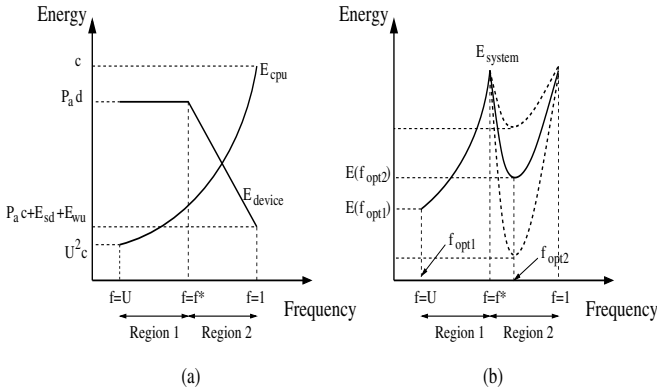 Energy
c
E_cpu
P_a d
E_device
P_a c+E_sd+E_wu
U^2 c
f=U f=f* f=1
Frequency
Region 1 Region 2
(a)
Energy
E_system
E(f_opt2)
E(f_opt1)
f_opt1
f_opt2
f=U f=f* f=1
Frequency
Region 1 Region 2
(b)